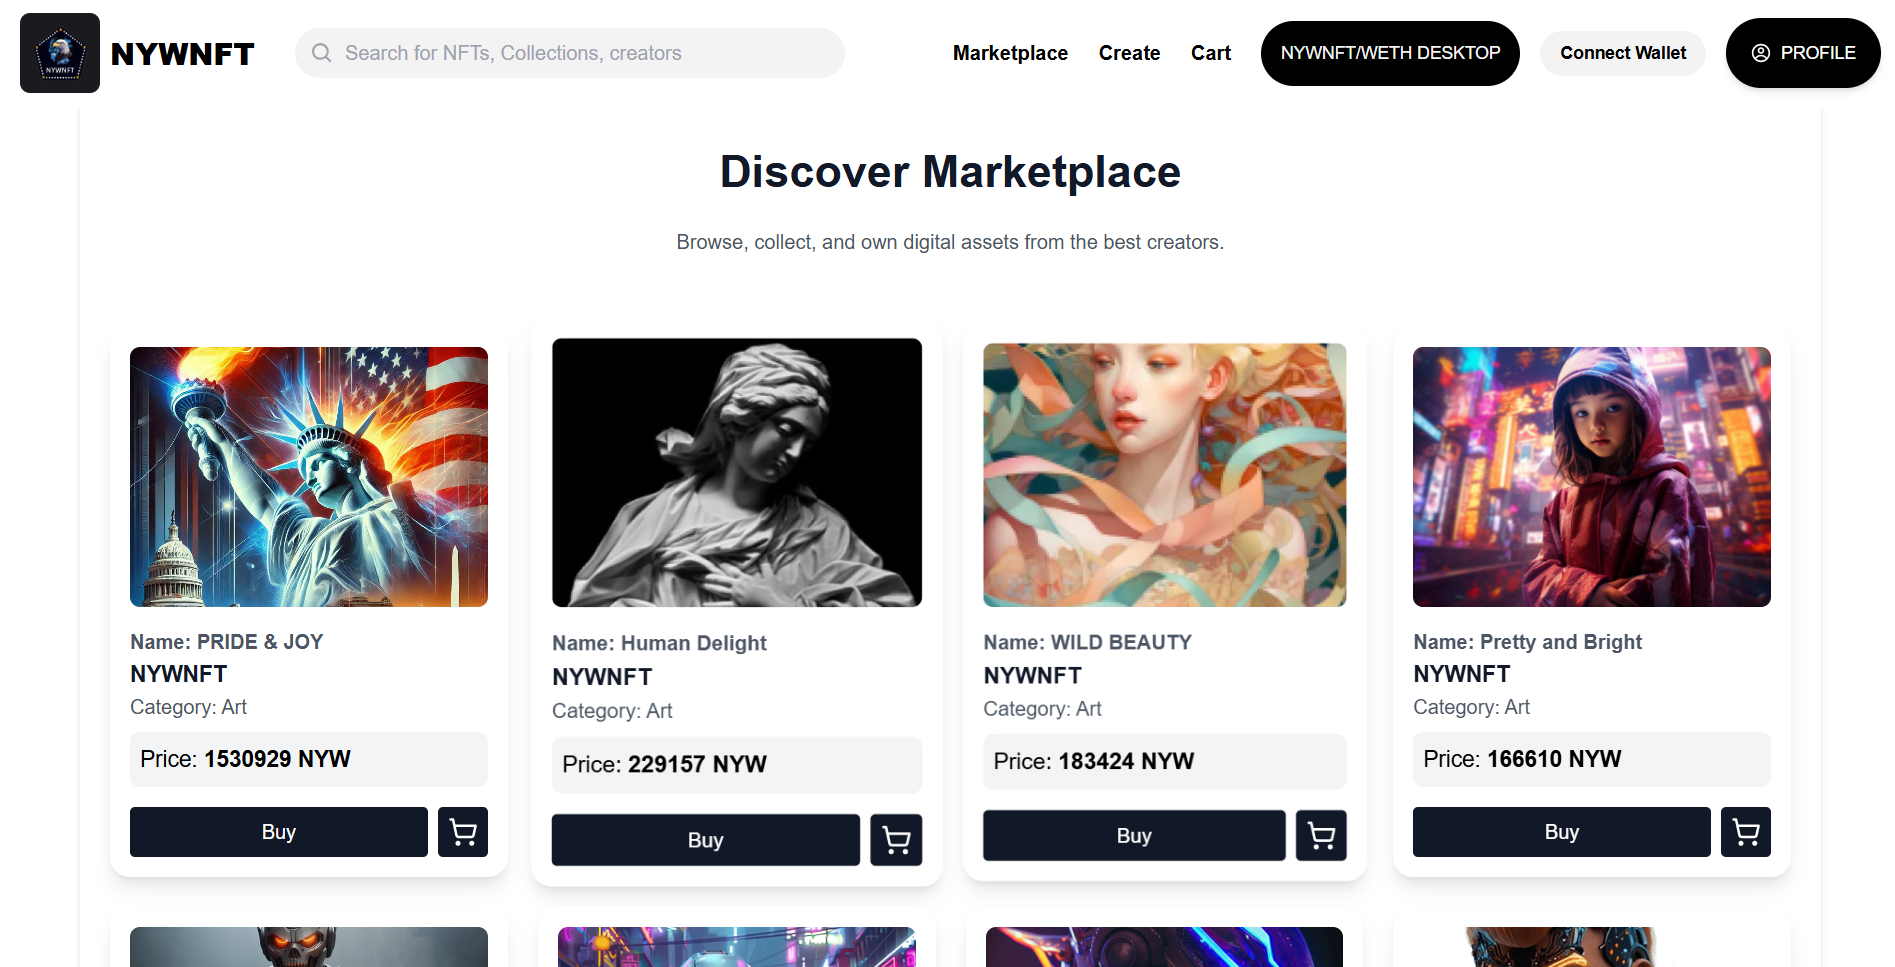 NYWNFT
NYWNFT
Search for NFTs, Collections, creators
Marketplace
Create
Cart
NYWNFT/WETH DESKTOP
Connect Wallet
PROFILE
Discover Marketplace
Browse, collect, and own digital assets from the best creators.
Name: PRIDE & JOY
NYWNFT
Category: Art
Price: 1530929 NYW
Buy
Name: Human Delight
NYWNFT
Category: Art
Price: 229157 NYW
Buy
Name: WILD BEAUTY
NYWNFT
Category: Art
Price: 183424 NYW
Buy
Name: Pretty and Bright
NYWNFT
Category: Art
Price: 166610 NYW
Buy